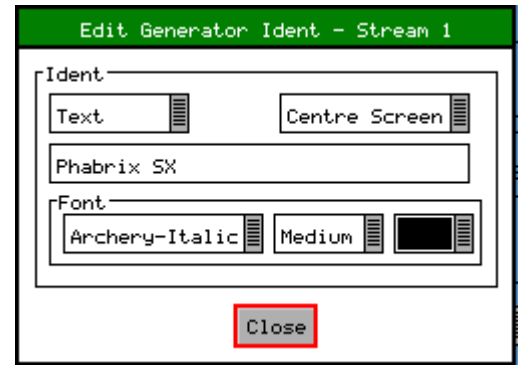 Edit Generator Ident - Stream 1
Ident
Text Centre Screen
Phabrix SX
Font
Archery-Italic Medium
Close